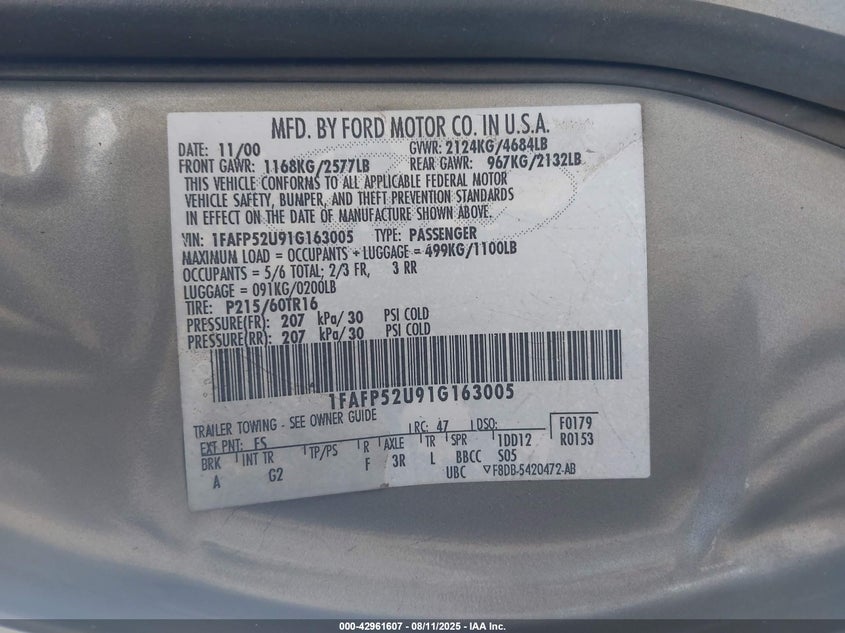 MFD. BY FORD MOTOR CO. IN U.S.A.
DATE: 11/00 GVWR: 2124KG/4684LB
FRONT GAWR: 1168KG/2577LB REAR GAWR: 967KG/2132LB
THIS VEHICLE CONFORMS TO ALL APPLICABLE FEDERAL MOTOR
VEHICLE SAFETY, BUMPER, AND THEFT PREVENTION STANDARDS
IN EFFECT ON THE DATE OF MANUFACTURE SHOWN ABOVE.
VIN: 1FAFP52U91G163005 TYPE: PASSENGER
MAXIMUM LOAD = OCCUPANTS + LUGGAGE = 499KG/1100LB
OCCUPANTS = 5/6 TOTAL; 2/3 FR, 3 RR
LUGGAGE = 091KG/0200LB
TIRE: P215/60TR16
PRESSURE(FR): 207 kPa/30 PSI COLD
PRESSURE(RR): 207 kPa/30 PSI COLD
1FAFP52U91G163005
TRAILER TOWING - SEE OWNER GUIDE
EXT PNT: FS RC: 47 DSO: F0179
BRK INT TR TP/PS R AXLE TR SPR 1DD12 R0153
A G2 F 3R L BBCC S05
UBC F8DB-5420472-AB
000-42961607 - 08/11/2025 - IAA Inc.